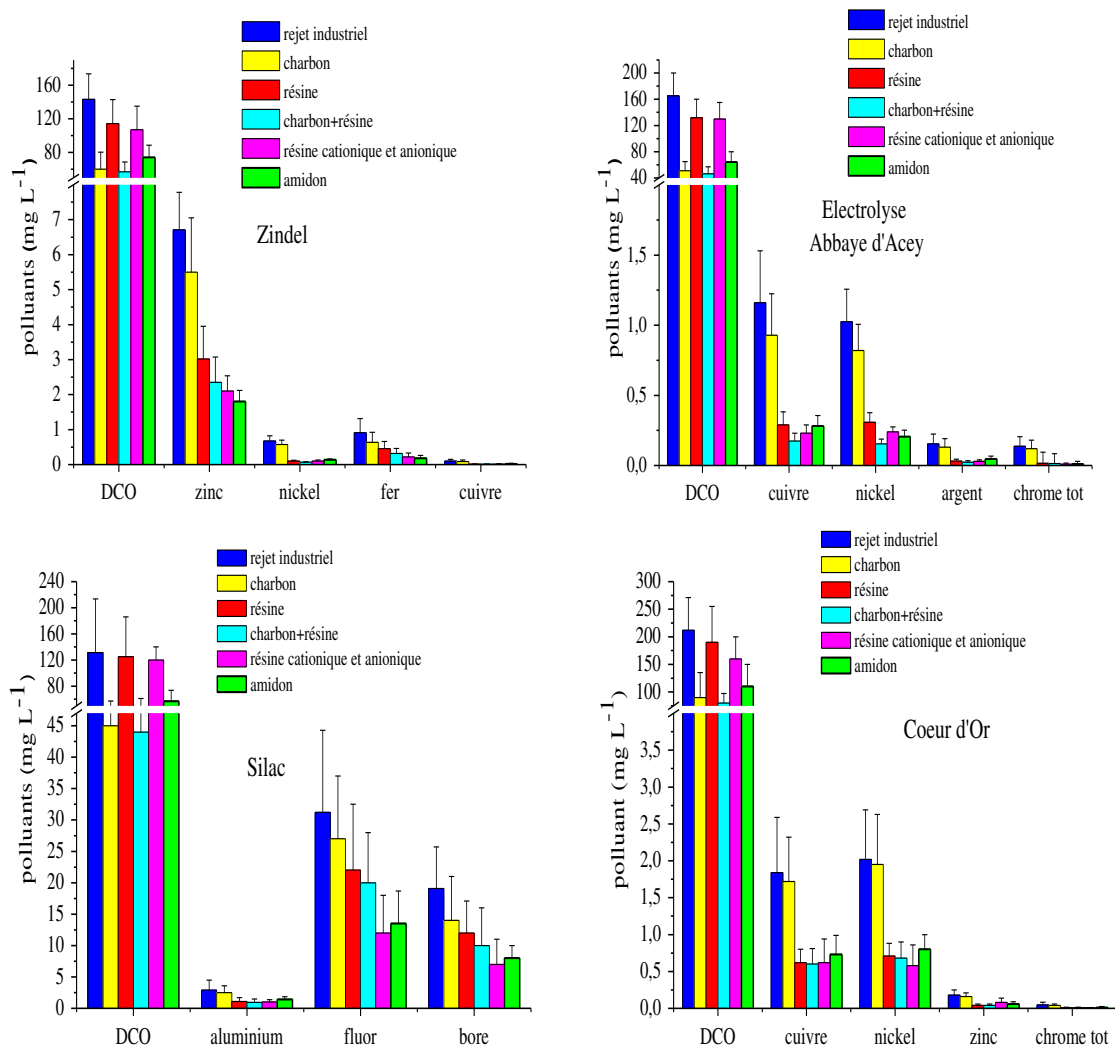 rejet industriel
charbon
résine
charbon+résine
résine cationique et anionique
amidon
Zindel
polluants (mg L⁻¹)
160
120
80
7
6
5
4
3
2
1
0
DCO zinc nickel fer cuivre
rejet industriel
charbon
résine
charbon+résine
résine cationique et anionique
amidon
Electrolyse
Abbaye d'Acey
polluants (mg L⁻¹)
200
160
120
80
40
1,5
1,0
0,5
0,0
DCO cuivre nickel argent chrome tot
rejet industriel
charbon
résine
charbon+résine
résine cationique et anionique
amidon
Silac
polluants (mg L⁻¹)
240
200
160
120
80
45
40
35
30
25
20
15
10
5
0
DCO aluminium fluor bore
rejet industriel
charbon
résine
charbon+résine
résine cationique et anionique
amidon
Coeur d'Or
polluant (mg L⁻¹)
300
250
200
150
100
3,5
3,0
2,5
2,0
1,5
1,0
0,5
0,0
DCO cuivre nickel zinc chrome tot